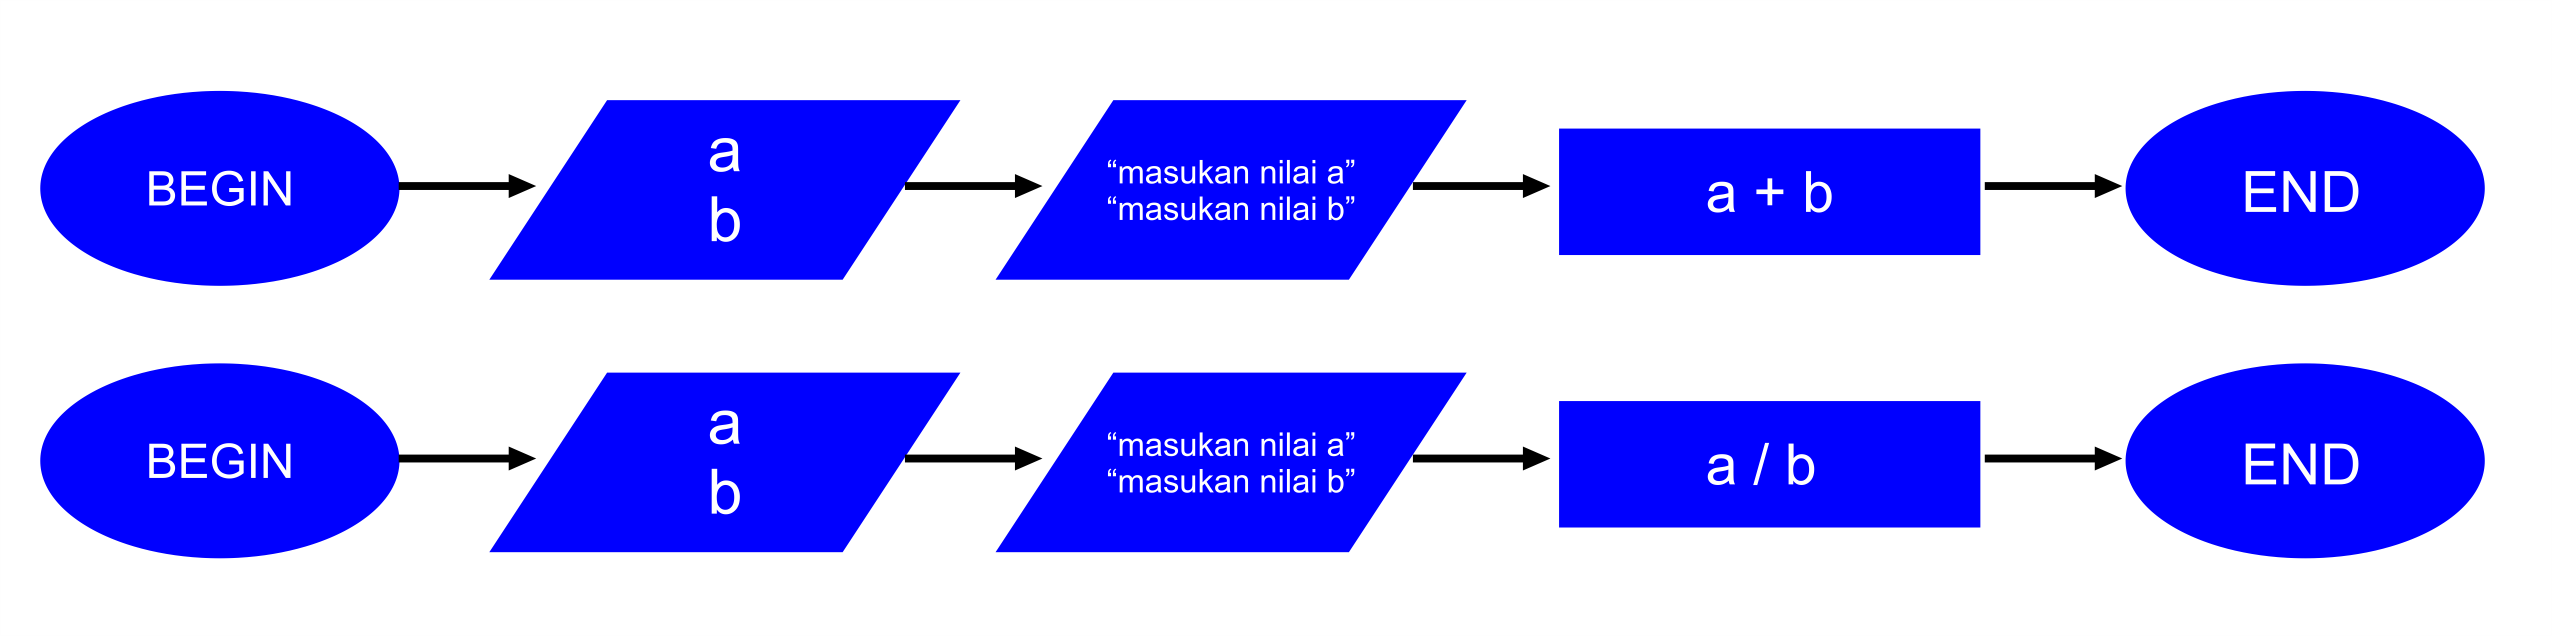 BEGIN
a
b
“masukan nilai a”
“masukan nilai b”
a + b
END
BEGIN
a
b
“masukan nilai a”
“masukan nilai b”
a / b
END